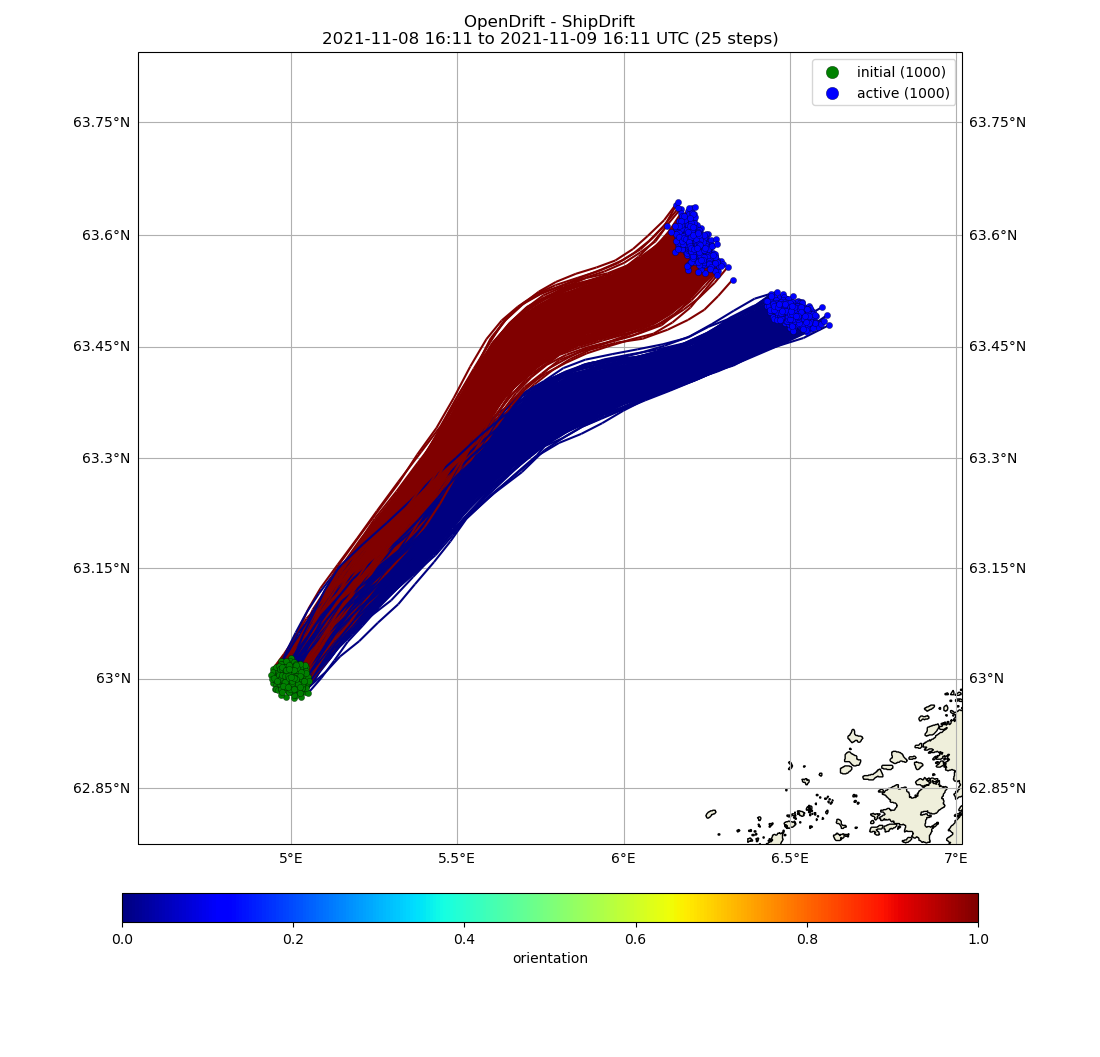 OpenDrift - ShipDrift
2021-11-08 16:11 to 2021-11-09 16:11 UTC (25 steps)
initial (1000)
active (1000)
63.75°N 63.75°N
63.6°N 63.6°N
63.45°N 63.45°N
63.3°N 63.3°N
63.15°N 63.15°N
63°N 63°N
62.85°N 62.85°N
5°E 5.5°E 6°E 6.5°E 7°E
0.0 0.2 0.4 0.6 0.8 1.0
orientation